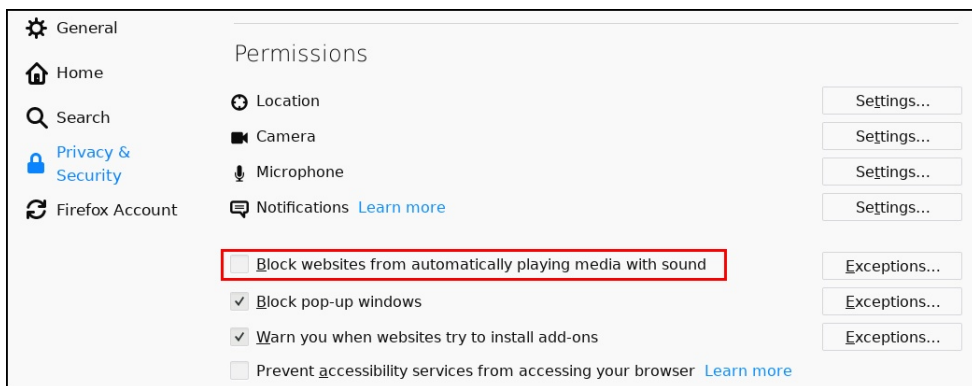 General
Home
Search
Privacy &
Security
Firefox Account
Permissions
Location Settings...
Camera Settings...
Microphone Settings...
Notifications Learn more Settings...
Block websites from automatically playing media with sound Exceptions...
Block pop-up windows Exceptions...
Warn you when websites try to install add-ons Exceptions...
Prevent accessibility services from accessing your browser Learn more